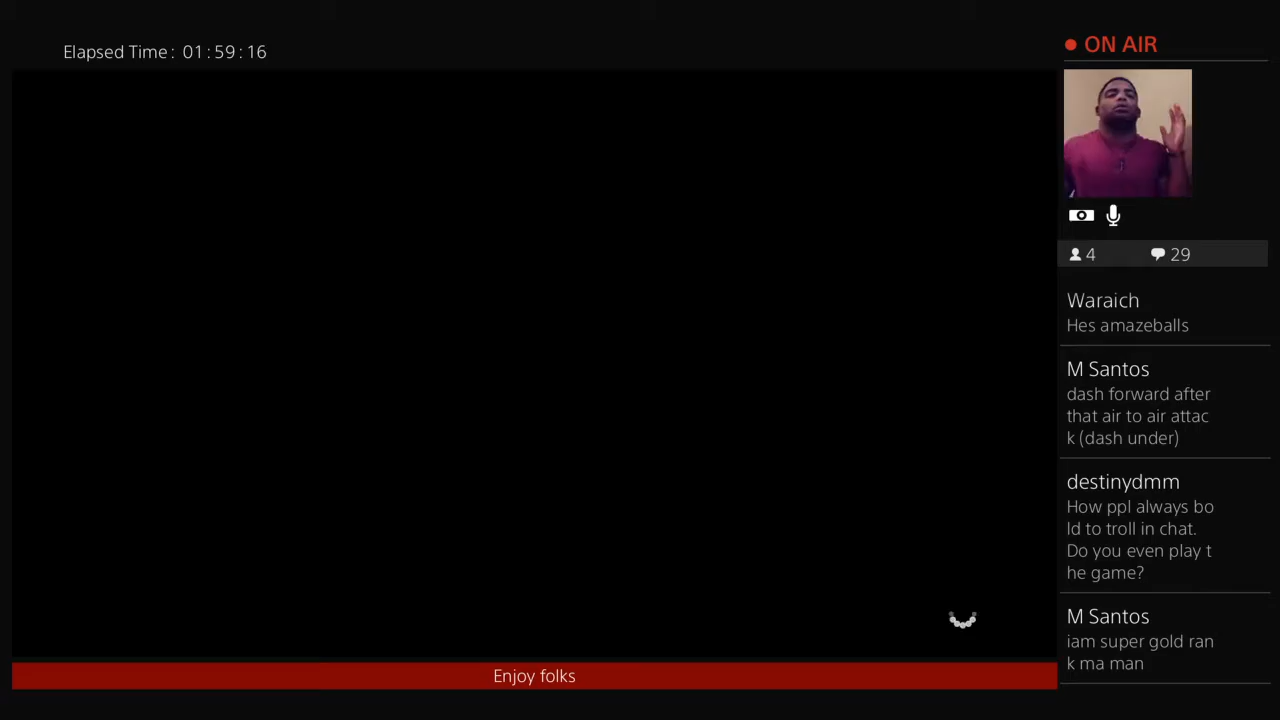 Elapsed Time: 01:59:16
ON AIR
4 29
Waraich
Hes amazeballs
M Santos
dash forward after
that air to air attac
k (dash under)
destinydmm
How ppl always bo
ld to troll in chat.
Do you even play t
he game?
M Santos
iam super gold ran
k ma man
Enjoy folks